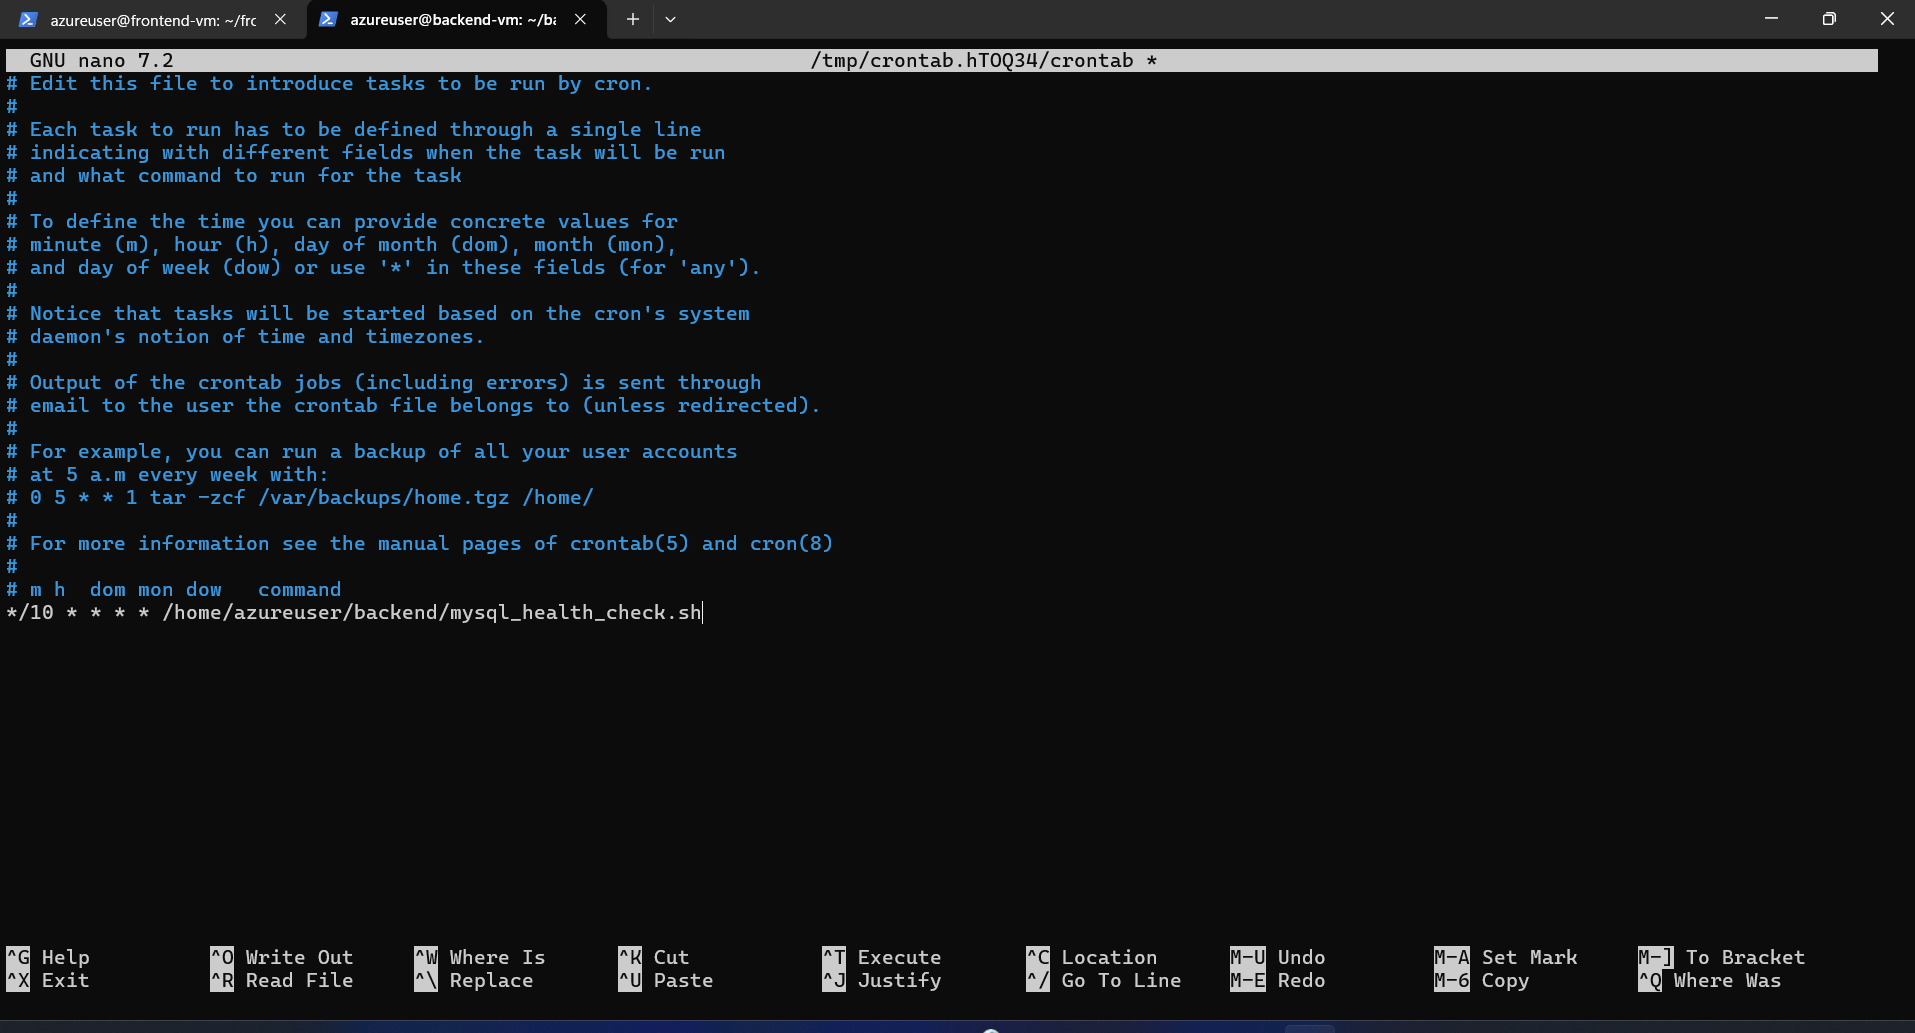 azureuser@frontend-vm: ~/frc
azureuser@backend-vm: ~/ba
GNU nano 7.2 /tmp/crontab.hTOQ34/crontab *
# Edit this file to introduce tasks to be run by cron.
#
# Each task to run has to be defined through a single line
# indicating with different fields when the task will be run
# and what command to run for the task
#
# To define the time you can provide concrete values for
# minute (m), hour (h), day of month (dom), month (mon),
# and day of week (dow) or use '*' in these fields (for 'any').
#
# Notice that tasks will be started based on the cron's system
# daemon's notion of time and timezones.
#
# Output of the crontab jobs (including errors) is sent through
# email to the user the crontab file belongs to (unless redirected).
#
# For example, you can run a backup of all your user accounts
# at 5 a.m every week with:
# 0 5 * * 1 tar -zcf /var/backups/home.tgz /home/
#
# For more information see the manual pages of crontab(5) and cron(8)
#
# m h  dom mon dow   command
*/10 * * * * /home/azureuser/backend/mysql_health_check.sh
^G Help ^O Write Out ^W Where Is ^K Cut ^T Execute ^C Location M-U Undo M-A Set Mark M-] To Bracket
^X Exit ^R Read File ^\ Replace ^U Paste ^J Justify ^/ Go To Line M-E Redo M-6 Copy ^Q Where Was